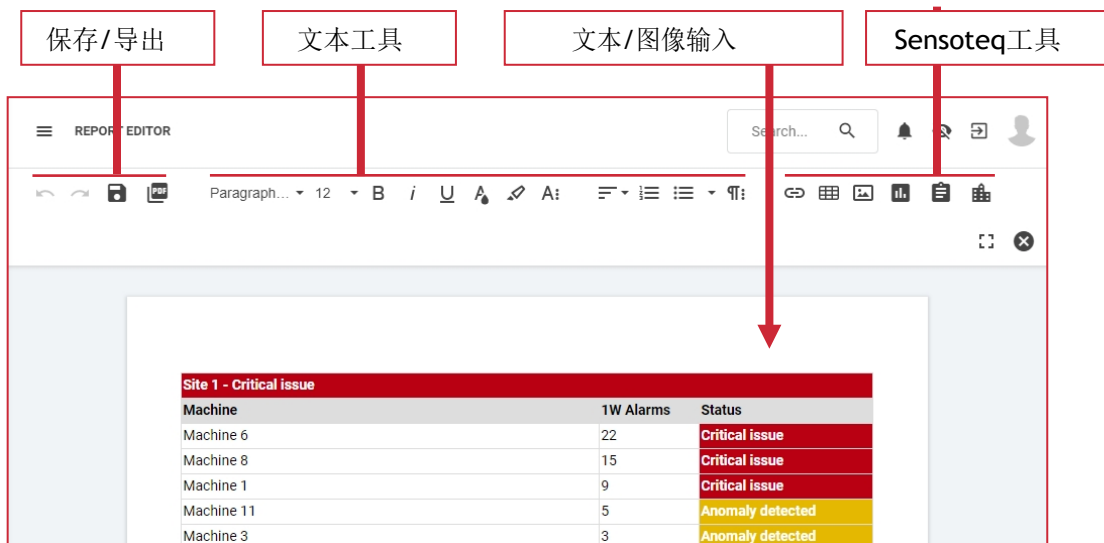 保存/导出
文本工具
文本/图像输入
Sensoteq工具
REPORT EDITOR
Search...
PDF
Paragraph... 12 B i U A A:
Site 1 - Critical issue
Machine 1W Alarms Status
Machine 6 22 Critical issue
Machine 8 15 Critical issue
Machine 1 9 Critical issue
Machine 11 5 Anomaly detected
Machine 3 3 Anomaly detected